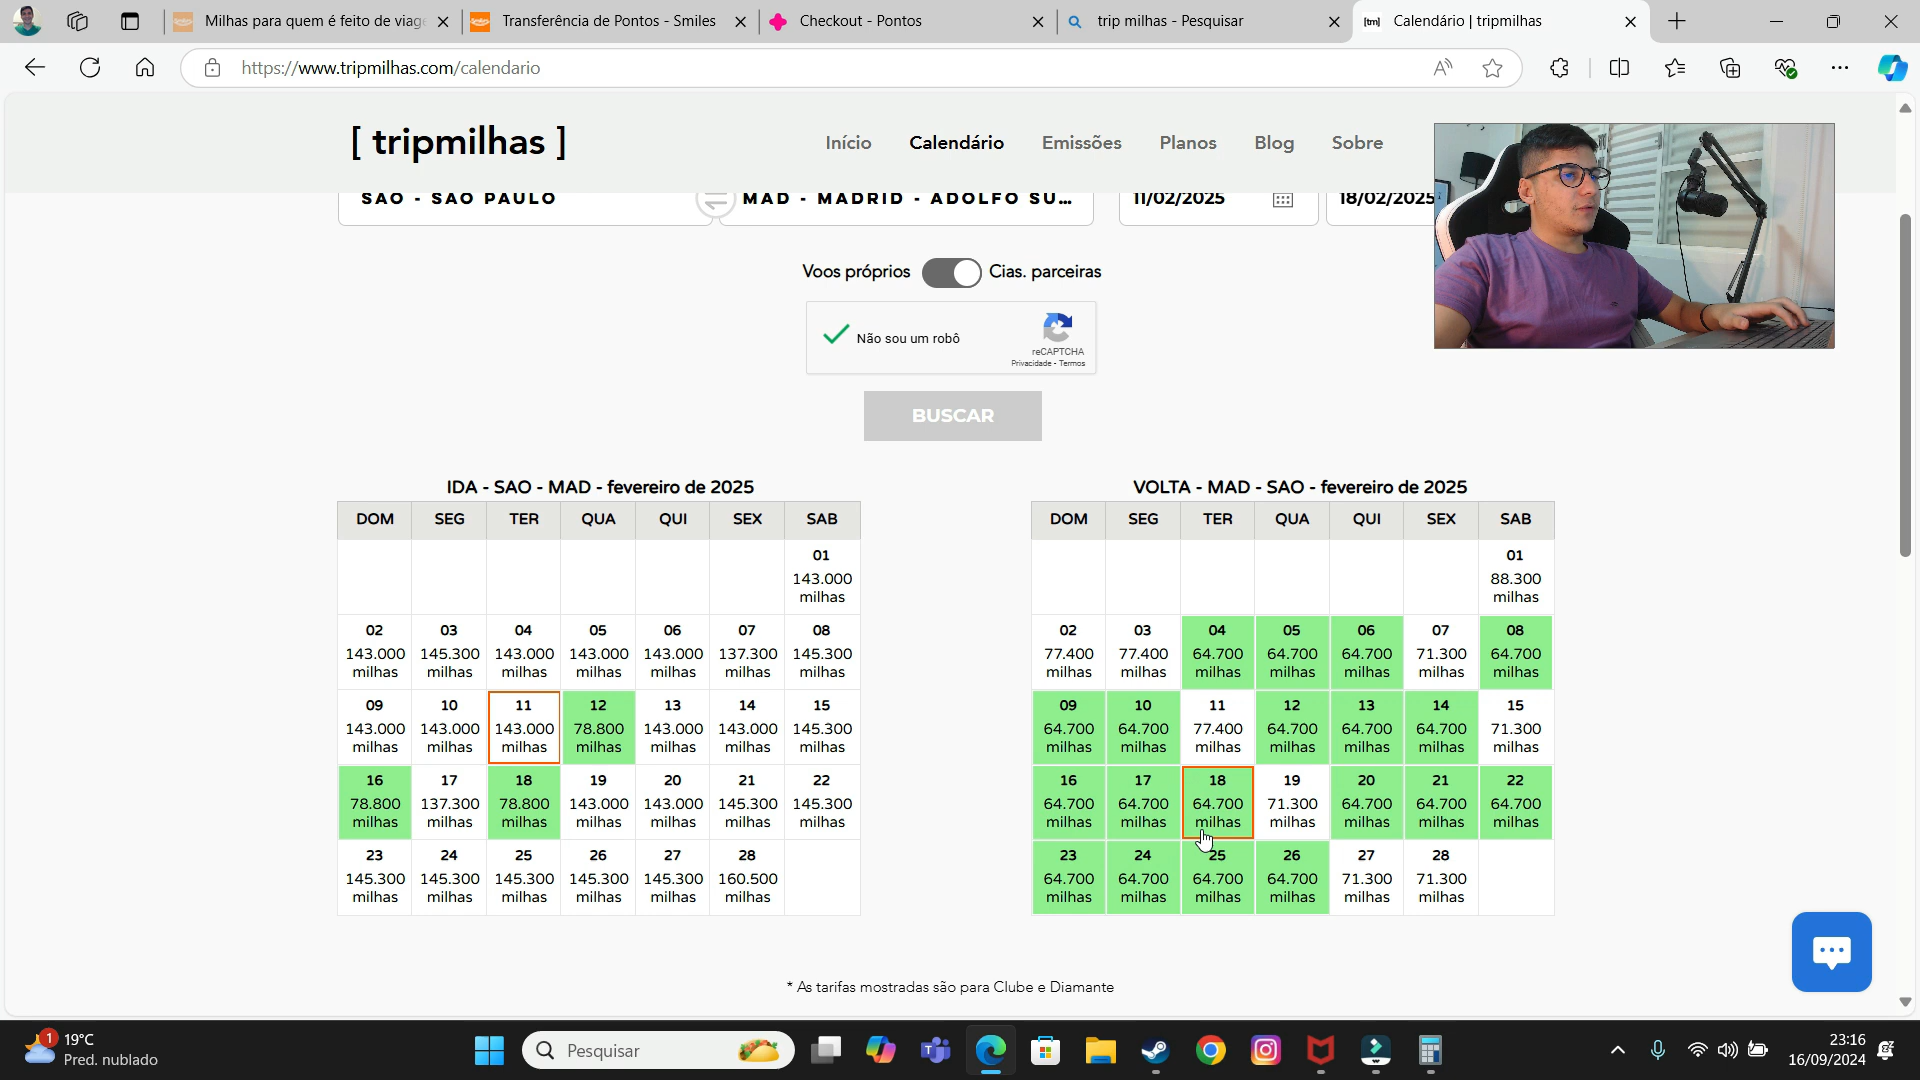 Milhas para quem é feito de viage
Transferência de Pontos - Smiles
Checkout - Pontos
trip milhas - Pesquisar
[tm]
Calendário | tripmilhas
https://www.tripmilhas.com/calendario
[ tripmilhas ]
Início
Calendário
Emissões
Planos
Blog
Sobre
SAO - SAO PAULO
MAD - MADRID - ADOLFO SU...
11/02/2025
18/02/2025
Voos próprios
Cias. parceiras
Não sou um robô
reCAPTCHA
Privacidade - Termos
BUSCAR
IDA - SAO - MAD - fevereiro de 2025
DOM SEG TER QUA QUI SEX SAB
01
143.000
milhas
02 03 04 05 06 07 08
143.000 145.300 143.000 143.000 143.000 137.300 145.300
milhas milhas milhas milhas milhas milhas milhas
09 10 11 12 13 14 15
143.000 143.000 143.000 78.800 143.000 143.000 145.300
milhas milhas milhas milhas milhas milhas milhas
16 17 18 19 20 21 22
78.800 137.300 78.800 143.000 143.000 145.300 145.300
milhas milhas milhas milhas milhas milhas milhas
23 24 25 26 27 28
145.300 145.300 145.300 145.300 145.300 160.500
milhas milhas milhas milhas milhas milhas
VOLTA - MAD - SAO - fevereiro de 2025
DOM SEG TER QUA QUI SEX SAB
01
88.300
milhas
02 03 04 05 06 07 08
77.400 77.400 64.700 64.700 64.700 71.300 64.700
milhas milhas milhas milhas milhas milhas milhas
09 10 11 12 13 14 15
64.700 64.700 77.400 64.700 64.700 64.700 71.300
milhas milhas milhas milhas milhas milhas milhas
16 17 18 19 20 21 22
64.700 64.700 64.700 71.300 64.700 64.700 64.700
milhas milhas milhas milhas milhas milhas milhas
23 24 25 26 27 28
64.700 64.700 64.700 64.700 71.300 71.300
milhas milhas milhas milhas milhas milhas
* As tarifas mostradas são para Clube e Diamante
1
19°C
Pred. nublado
Pesquisar
23:16
16/09/2024